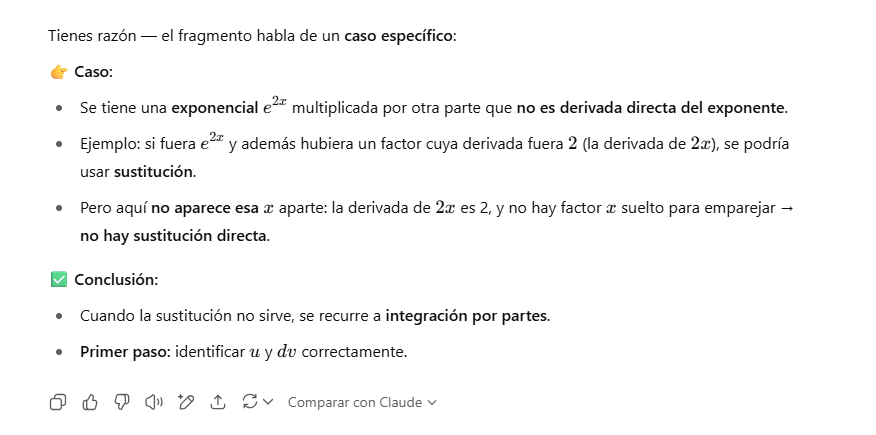 Tienes razón — el fragmento habla de un caso específico:
👉 Caso:
• Se tiene una exponencial e²ˣ multiplicada por otra parte que no es derivada directa del exponente.
• Ejemplo: si fuera e²ˣ y además hubiera un factor cuya derivada fuera 2 (la derivada de 2x), se podría
usar sustitución.
• Pero aquí no aparece esa x aparte: la derivada de 2x es 2, y no hay factor x suelto para emparejar →
no hay sustitución directa.
✅ Conclusión:
• Cuando la sustitución no sirve, se recurre a integración por partes.
• Primer paso: identificar u y dv correctamente.
Comparar con Claude